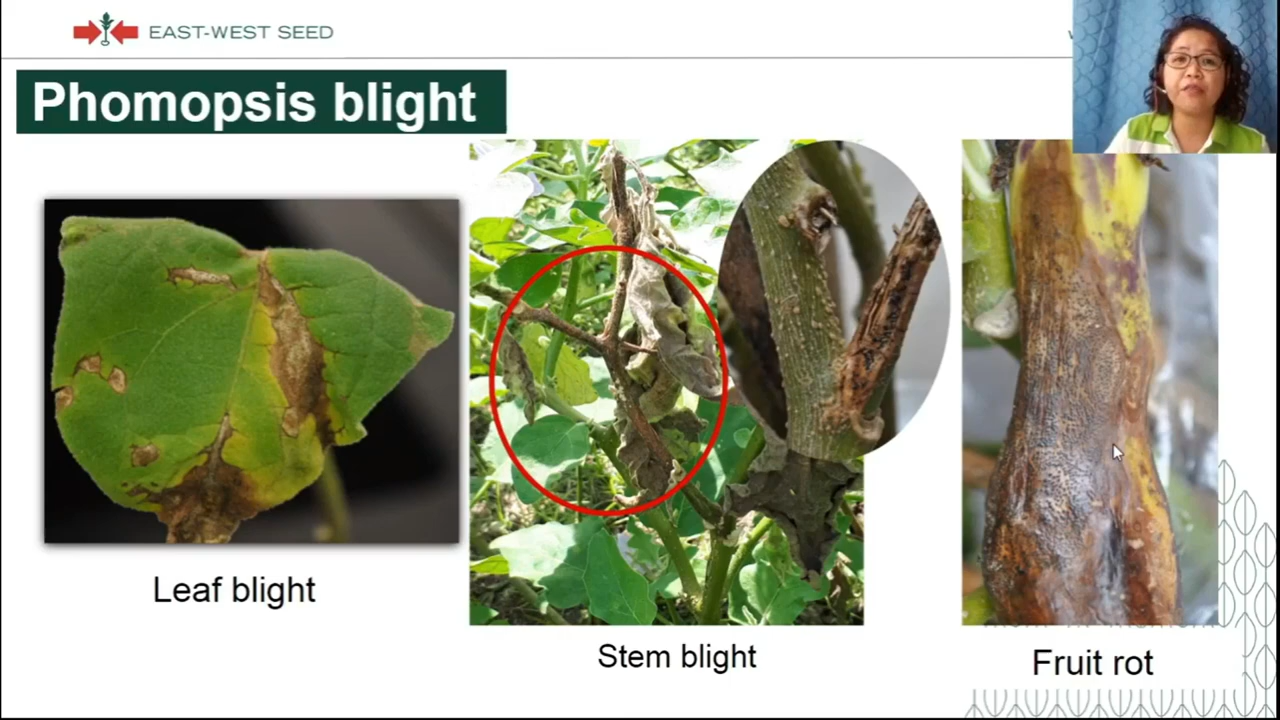 EAST-WEST SEED
Phomopsis blight
Leaf blight
Stem blight
Fruit rot